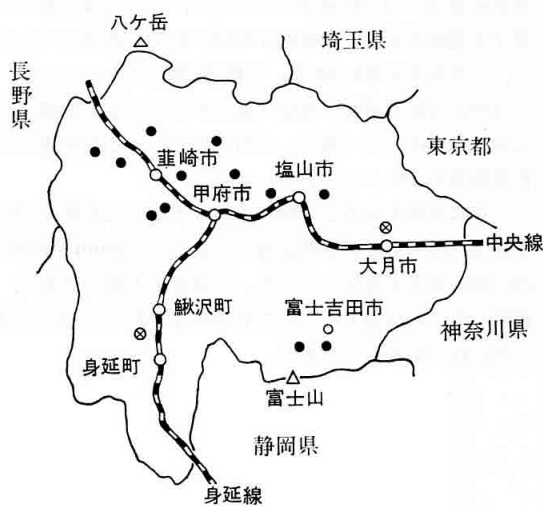 八ケ岳
埼玉県
長野県
東京都
韮崎市
塩山市
甲府市
中央線
大月市
鰍沢町
富士吉田市
神奈川県
身延町
富士山
静岡県
身延線